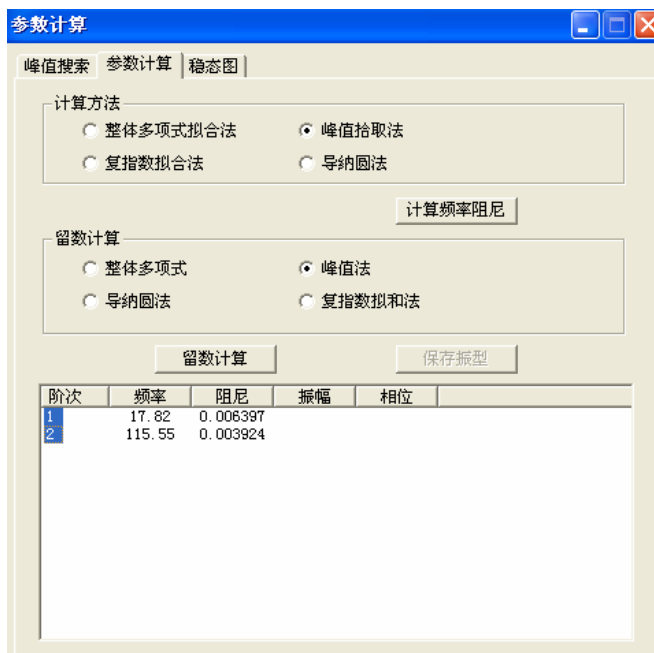 参数计算
峰值搜索 参数计算 稳态图
计算方法
整体多项式拟合法 峰值拾取法
复指数拟合法 导纳圆法
计算频率阻尼
留数计算
整体多项式 峰值法
导纳圆法 复指数拟和法
留数计算 保存振型
阶次 频率 阻尼 振幅 相位
1 17.82 0.006397
2 115.55 0.003924